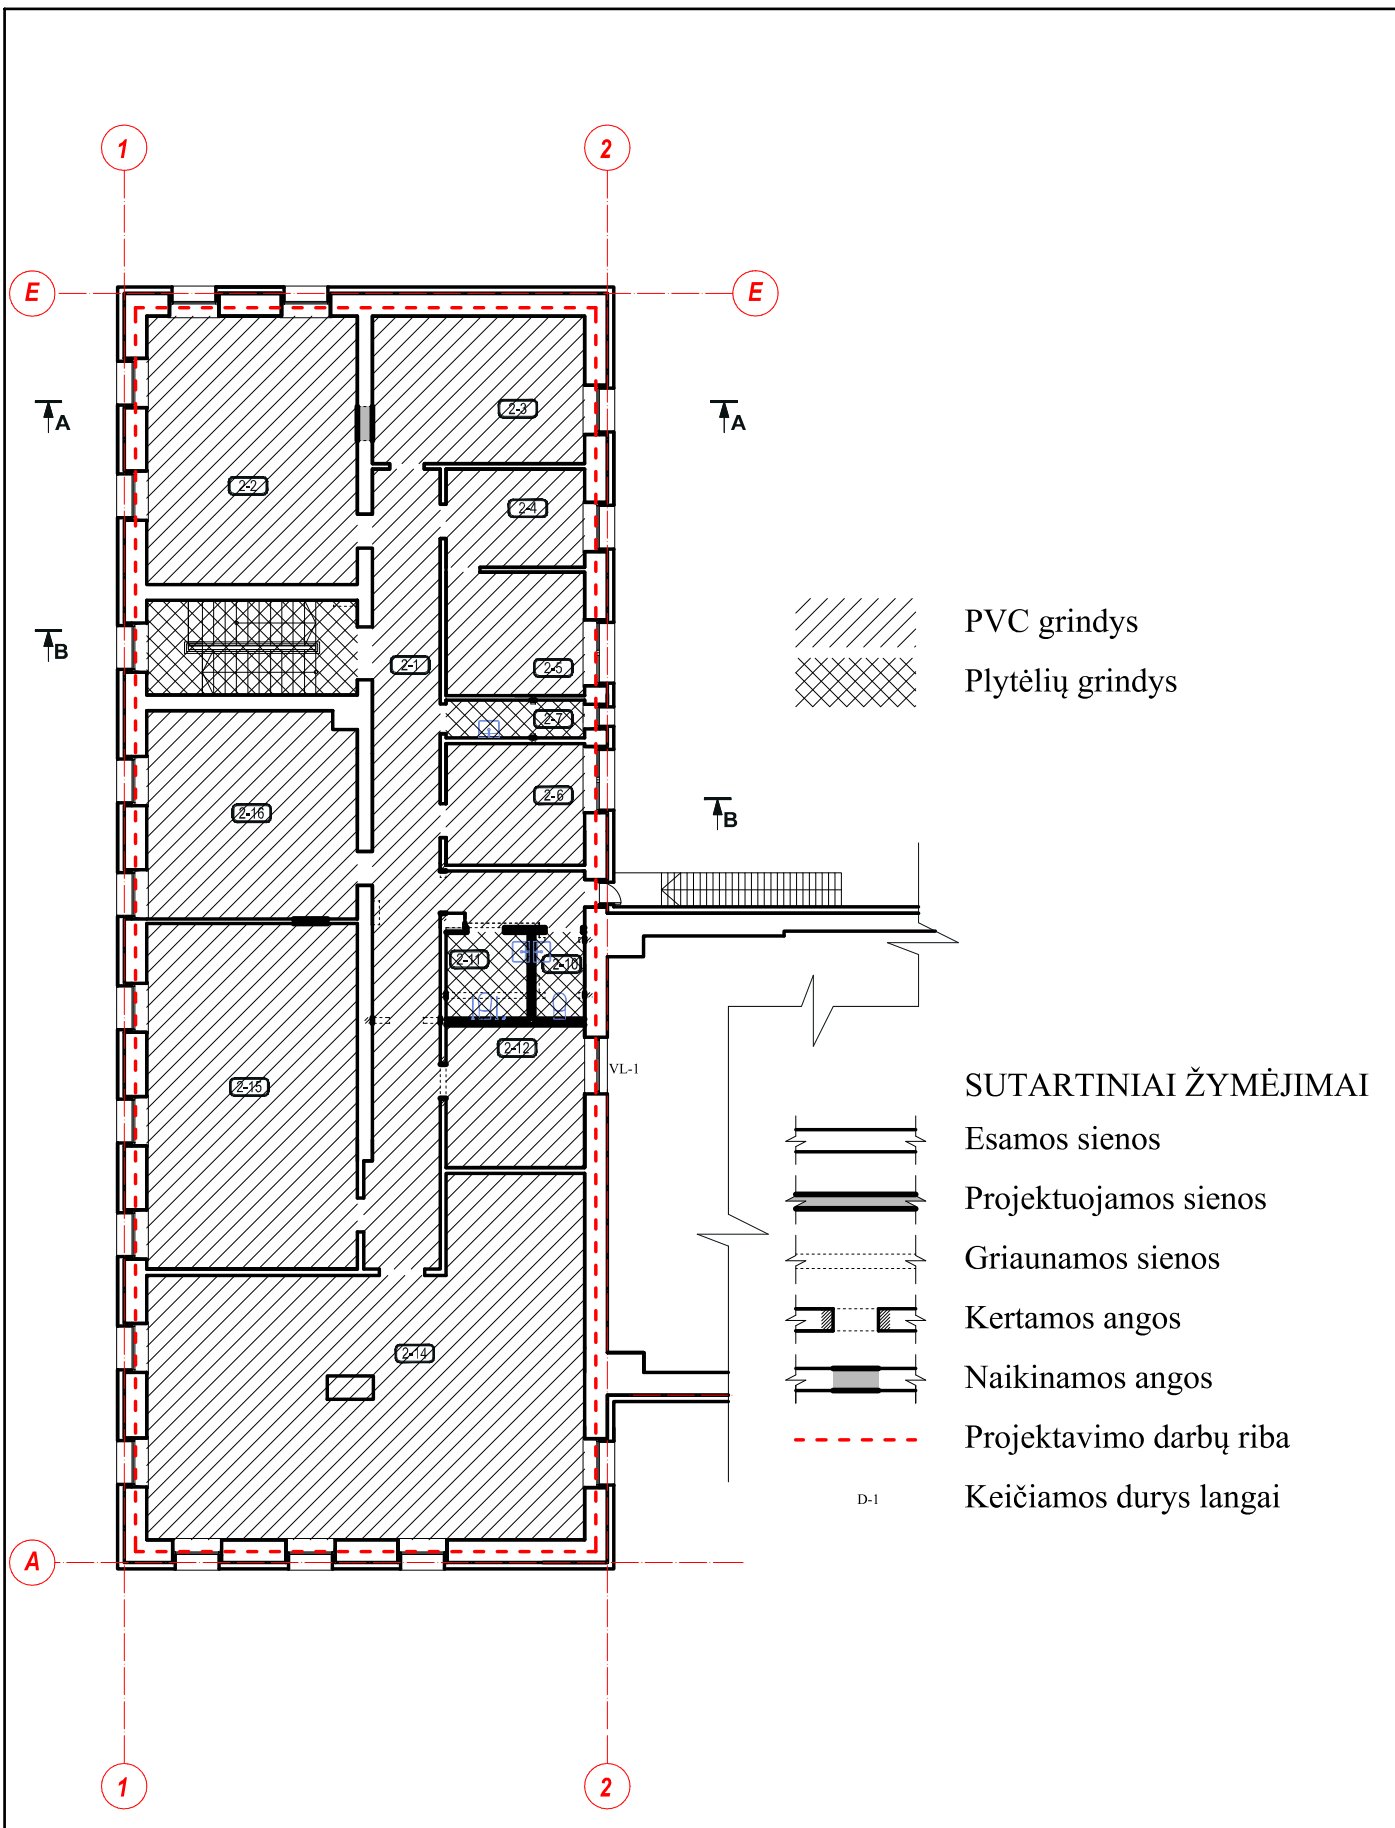 1
2
E
E
A
A
2-3
2-2
2-4
PVC grindys
B
2-1
2-5
Plytėlių grindys
2-7
2-6
2-16
B
2-11
2-10
2-12
VL-1
2-15
SUTARTINIAI ŽYMĖJIMAI
Esamos sienos
Projektuojamos sienos
Griaunamos sienos
Kertamos angos
2-14
Naikinamos angos
Projektavimo darbų riba
D-1
Keičiamos durys langai
A
1
2